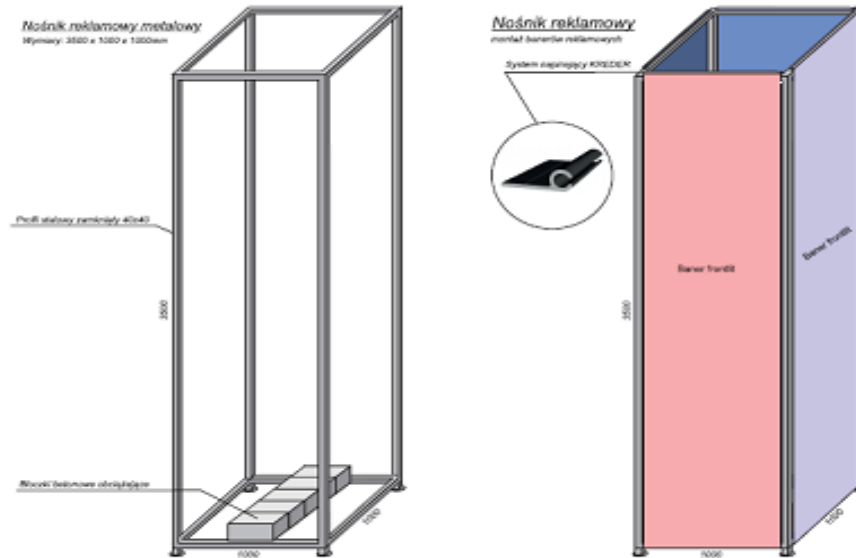 Nośnik reklamowy metalowy
Wymiary: 3500 x 1000 x 1000mm
Profil stalowy zamknięty 40x40
3500
Bloczki betonowe obciążające
1000
1000
Nośnik reklamowy
montaż banerów reklamowych
System napinający KREDER
Baner frontlit
Baner frontlit
3500
1000
1000